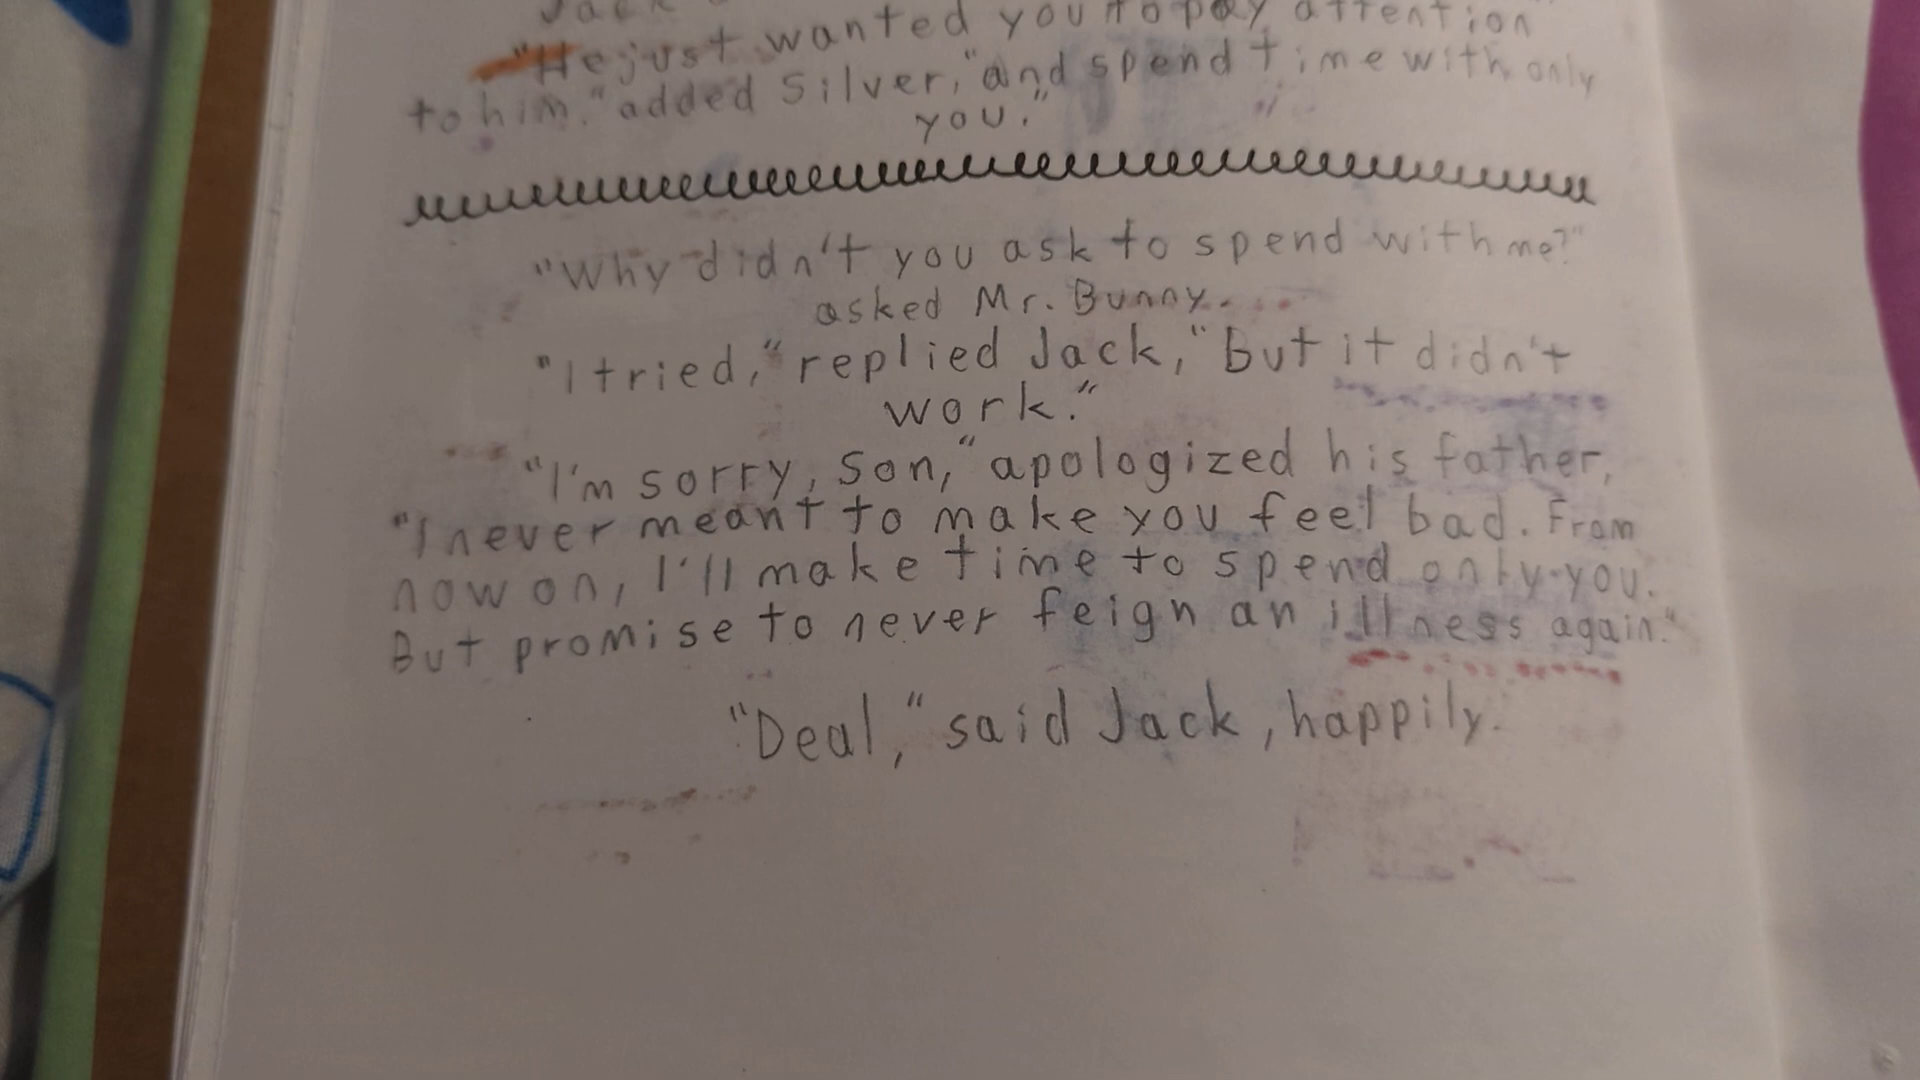 Jack
"He just wanted you to pay attention
to him," added Silver, "and spend time with only
you."
"Why didn't you ask to spend with me?"
asked Mr. Bunny.
"I tried," replied Jack, "But it didn't
work."
"I'm sorry, son," apologized his father,
"I never meant to make you feel bad. From
now on, I'll make time to spend only you.
But promise to never feign an illness again."
"Deal," said Jack, happily.